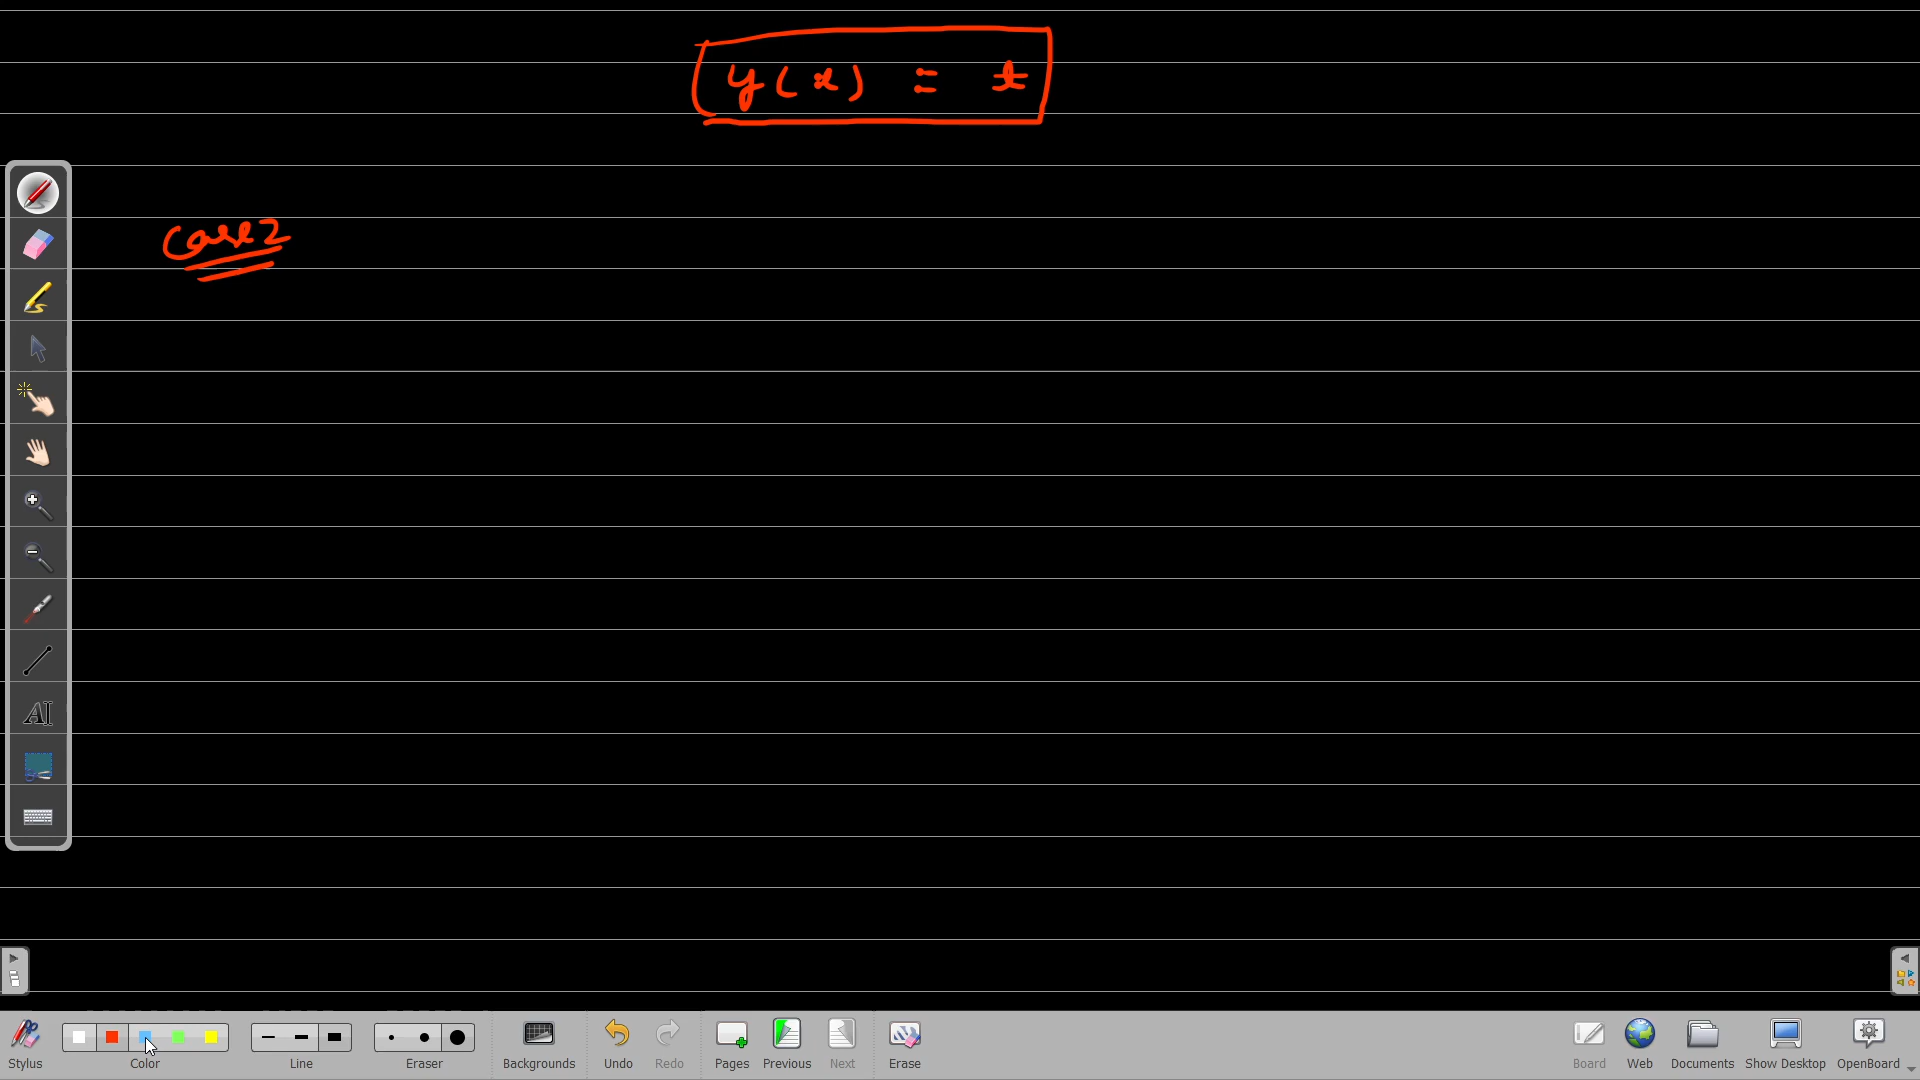 y(x) = x
Case 2
AI
Stylus Color Line Eraser Backgrounds Undo Redo Pages Previous Next Erase Board Web Documents Show Desktop OpenBoard